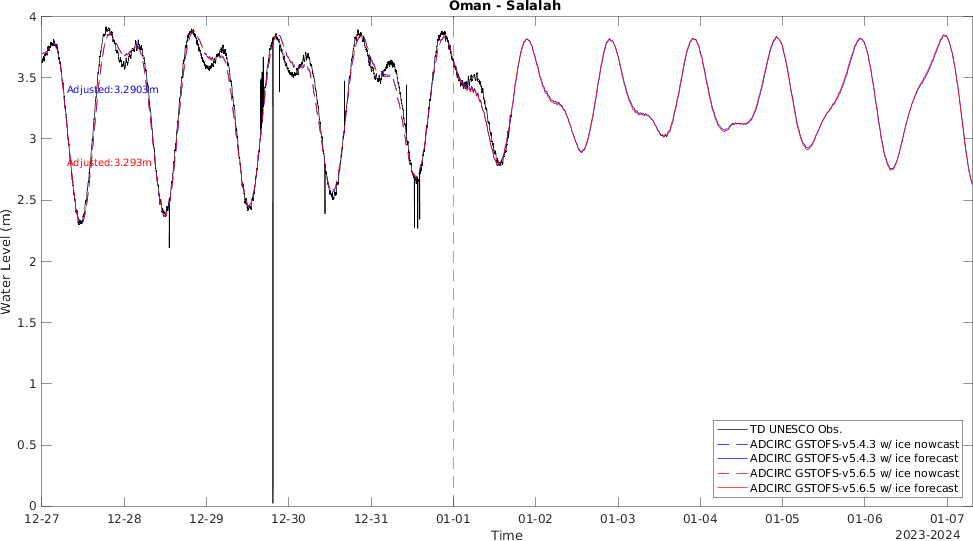 Oman - Salalah
4
3.5
3
2.5
2
1.5
1
0.5
0
Water Level (m)
Adjusted:3.2903m
Adjusted:3.293m
TD UNESCO Obs.
ADCIRC GSTOFS-v5.4.3 w/ ice nowcast
ADCIRC GSTOFS-v5.4.3 w/ ice forecast
ADCIRC GSTOFS-v5.6.5 w/ ice nowcast
ADCIRC GSTOFS-v5.6.5 w/ ice forecast
12-27 12-28 12-29 12-30 12-31 01-01 01-02 01-03 01-04 01-05 01-06 01-07
Time
2023-2024